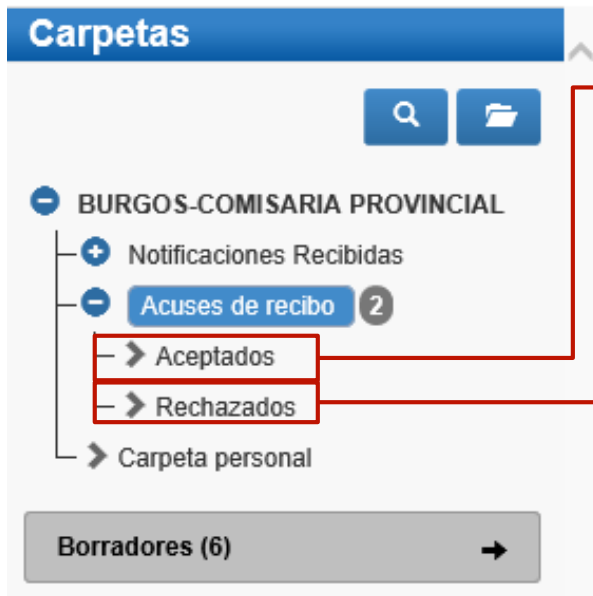 Carpetas
BURGOS-COMISARIA PROVINCIAL
Notificaciones Recibidas
Acuses de recibo 2
Aceptados
Rechazados
Carpeta personal
Borradores (6)